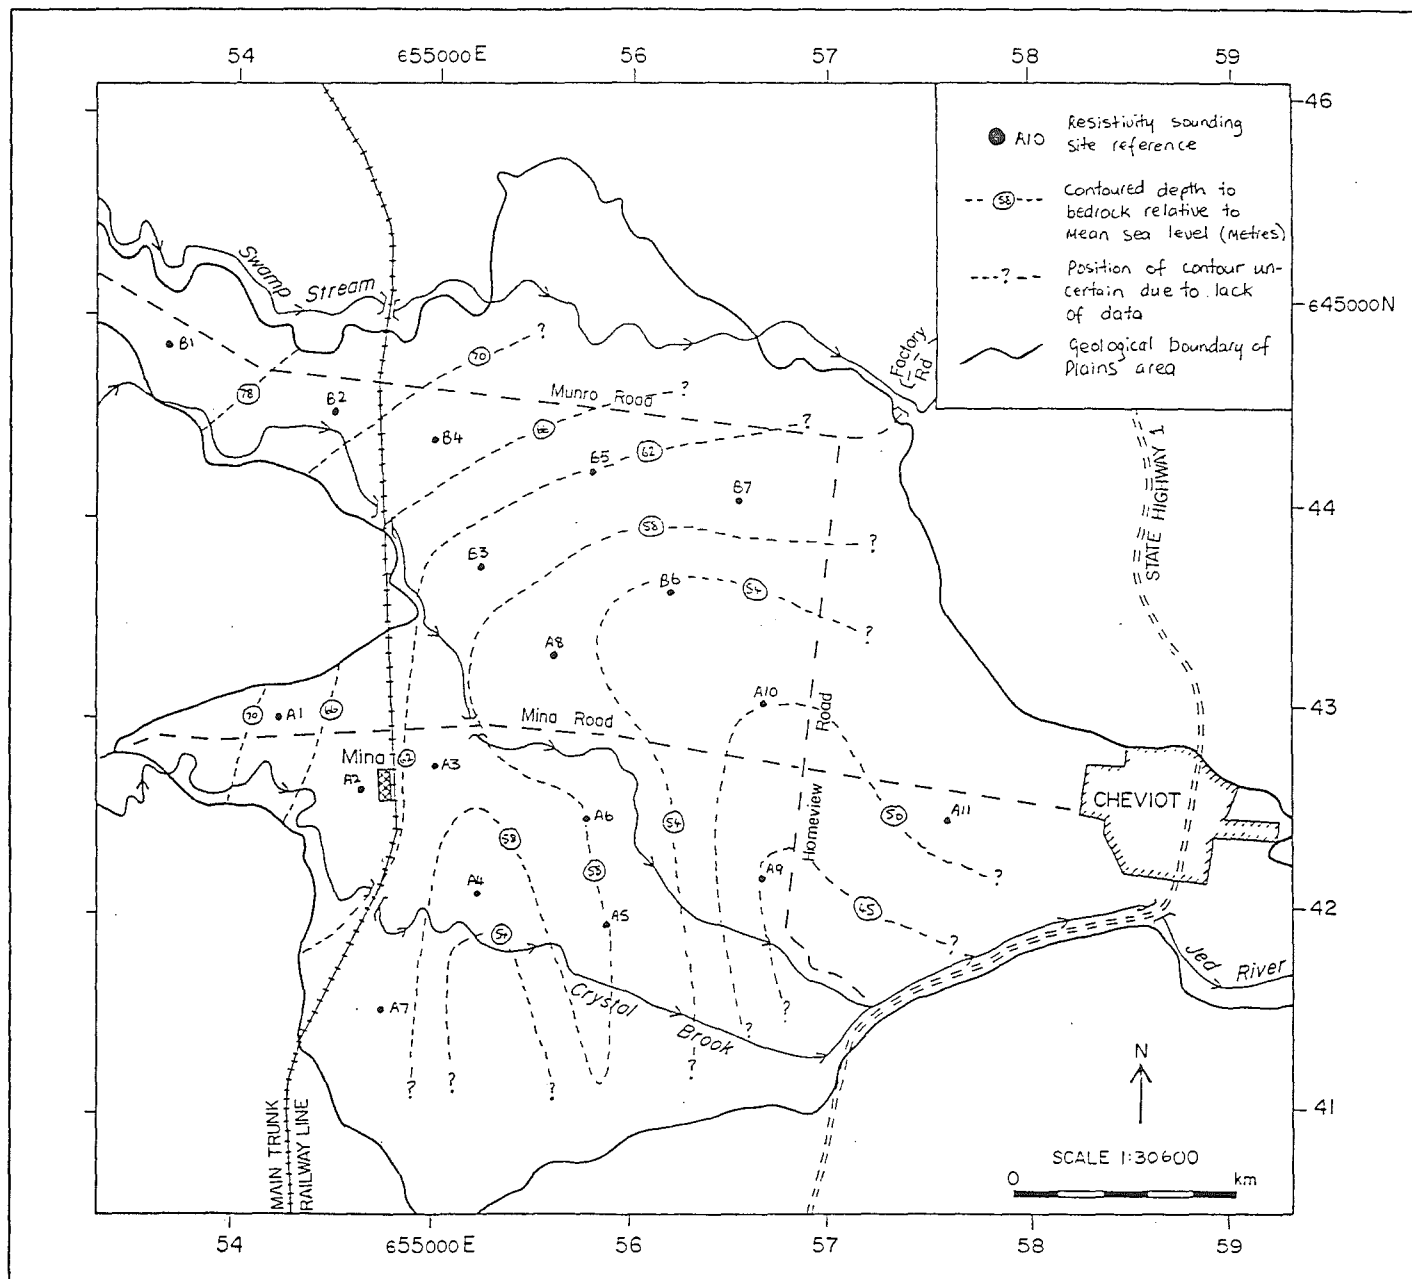 54
655000E
56
57
58
59
46
A10
Resistivity sounding
site reference
58
Contoured depth to
bedrock relative to
Mean sea level (Metres)
?
Position of contour un-
certain due to lack
of data
645000N
Geological boundary of
Plains area
Swamp Stream
Factory
Rd
B1
78
B2
70
?
Munro Road
?
B4
66
62
?
B5
B7
STATE HIGHWAY 1
44
58
?
B3
B6
54
?
A8
A10
43
70
A1
66
Mina Road
Road
Mina
62
A3
A2
CHEVIOT
A6
54
50
A11
58
Homeview
A4
58
A9
?
45
42
A5
54
?
Jed River
A7
Crystal Brook
?
?
?
?
?
?
?
41
N
MAIN TRUNK
RAILWAY LINE
SCALE 1:30600
0
km
54
655000E
56
57
58
59